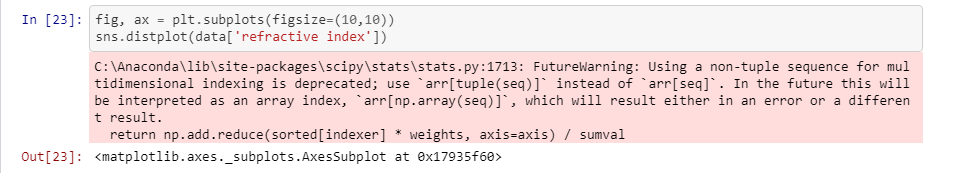 In [23]: fig, ax = plt.subplots(figsize=(10,10))
sns.distplot(data['refractive index'])
C:\Anaconda\lib\site-packages\scipy\stats\stats.py:1713: FutureWarning: Using a non-tuple sequence for mul
tidimensional indexing is deprecated; use `arr[tuple(seq)]` instead of `arr[seq]`. In the future this will
be interpreted as an array index, `arr[np.array(seq)]`, which will result either in an error or a differen
t result.
  return np.add.reduce(sorted[indexer] * weights, axis=axis) / sumval
Out[23]: <matplotlib.axes._subplots.AxesSubplot at 0x17935f60>